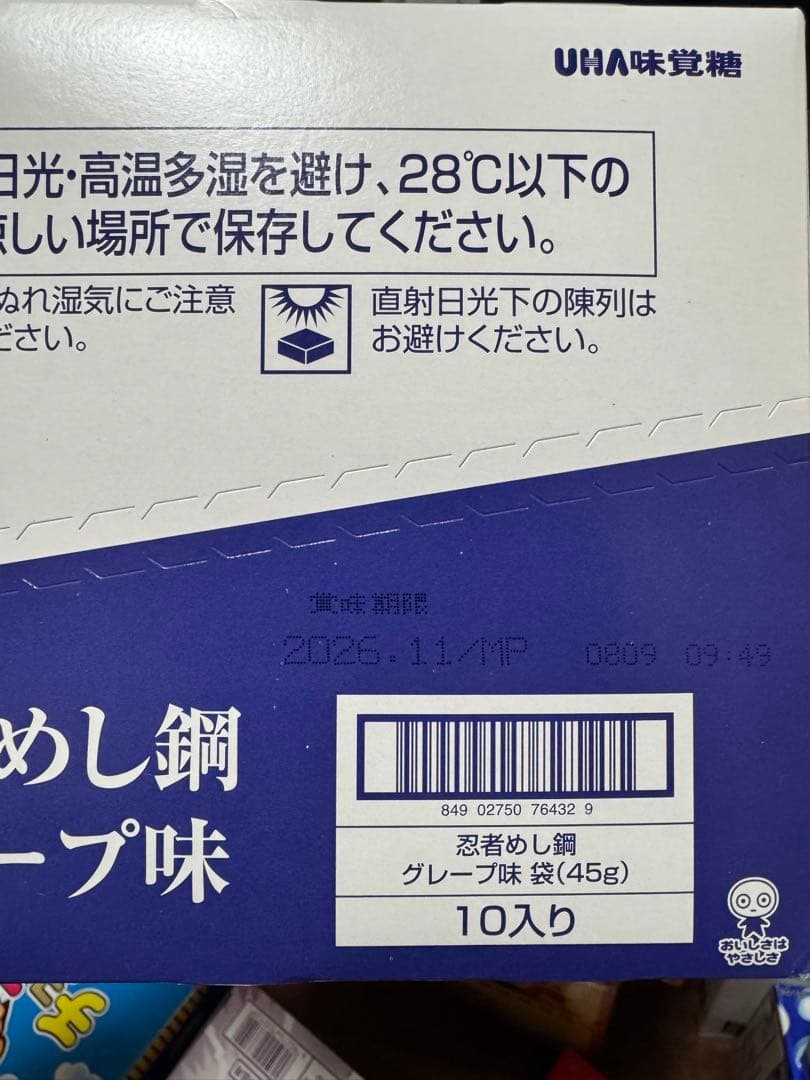 UHA味覚糖
日光・高温多湿を避け、28℃以下の
涼しい場所で保存してください。
ぬれ湿気にご注意
ださい。
直射日光下の陳列は
お避けください。
賞味期限
2026.11/MP 0809 09:49
めし鋼
ープ味
849 02750 76432 9
忍者めし鋼
グレープ味 袋(45g)
10入り
おいしさは
やさしさ